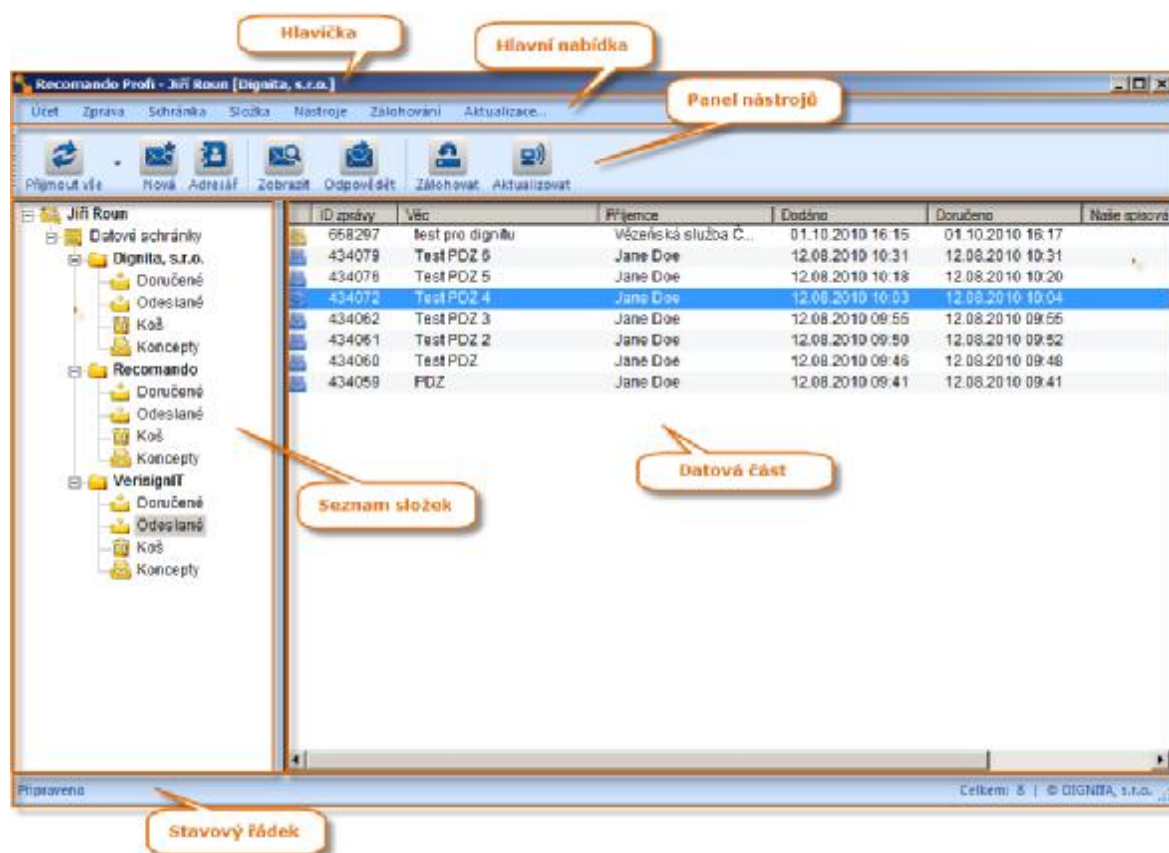 Hlavička
Hlavní nabídka
Recomando Profi - Jiří Roun [Dignita, s.r.o.]
Panel nástrojů
Účet Zpráva Schránka Složka Nástroje Zálohování Aktualizace...
Přijmout vše Nová Adresář Zobrazit Odpovědět Zálohovat Aktualizovat
Jiří Roun
Datové schránky
Dignita, s.r.o.
Doručené
Odeslané
Koš
Koncepty
Recomando
Doručené
Odeslané
Koš
Koncepty
VerisignIT
Doručené
Odeslané
Koš
Koncepty
ID zprávy Věc Příjemce Dodáno Doručeno Naše spisová
658297 test pro dignitu Vězeňská služba Č... 01.10.2010 16:15 01.10.2010 16:17
434079 Test PDZ 6 Jane Doe 12.08.2010 10:31 12.08.2010 10:31
434076 Test PDZ 5 Jane Doe 12.08.2010 10:18 12.08.2010 10:20
434072 Test PDZ 4 Jane Doe 12.08.2010 10:03 12.08.2010 10:04
434062 Test PDZ 3 Jane Doe 12.08.2010 09:55 12.08.2010 09:55
434061 Test PDZ 2 Jane Doe 12.08.2010 09:50 12.08.2010 09:52
434060 Test PDZ Jane Doe 12.08.2010 09:46 12.08.2010 09:48
434059 PDZ Jane Doe 12.08.2010 09:41 12.08.2010 09:41
Datová část
Seznam složek
Připraveno Celkem: 8 | © DIGNITA, s.r.o.
Stavový řádek